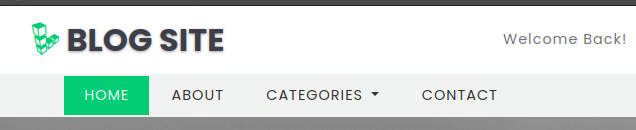 BLOG SITE
Welcome Back!
HOME ABOUT CATEGORIES CONTACT